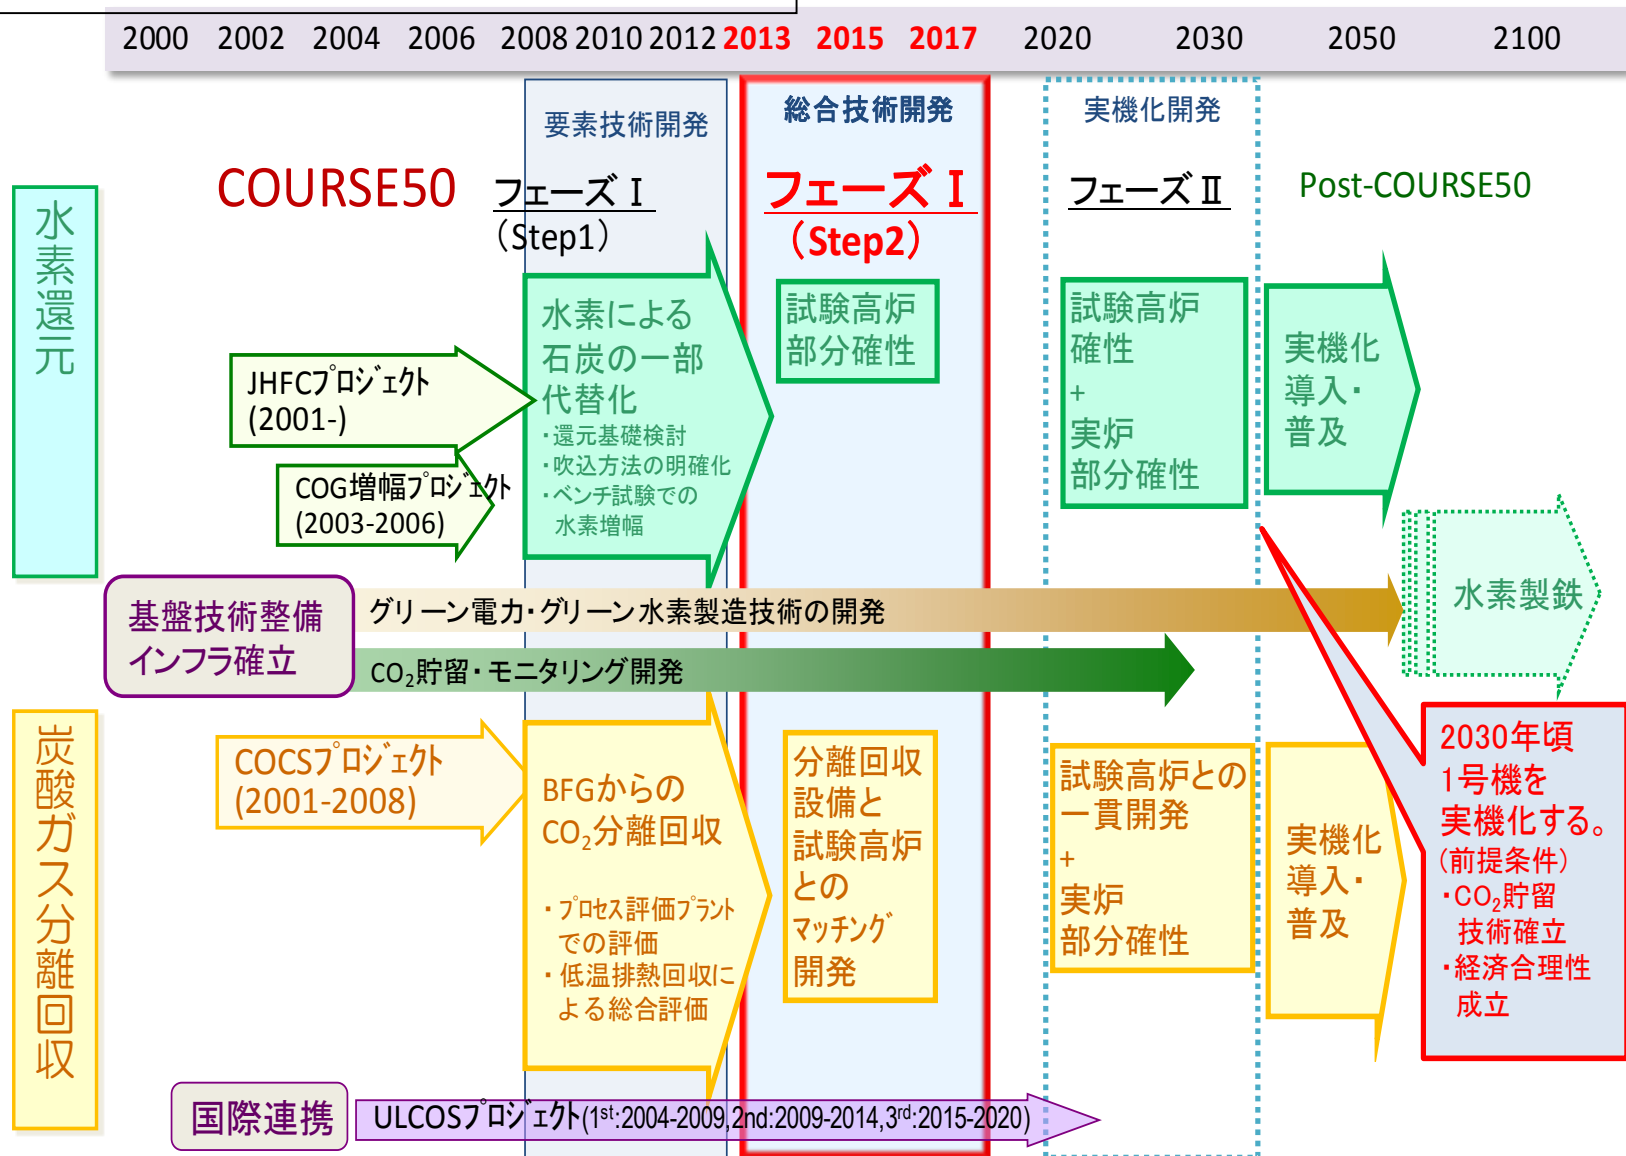 2000 2002 2004 2006 2008 2010 2012 2013 2015 2017 2020 2030 2050 2100
要素技術開発
総合技術開発
実機化開発
COURSE50
フェーズⅠ
(Step1)
フェーズⅠ
(Step2)
フェーズⅡ
Post-COURSE50
水素還元
JHFCプロジェクト
(2001-)
COG増幅プロジェクト
(2003-2006)
水素による
石炭の一部
代替化
・還元基礎検討
・吹込方法の明確化
・ベンチ試験での
水素増幅
試験高炉
部分確性
試験高炉
確性
+
実炉
部分確性
実機化
導入・
普及
水素製鉄
基盤技術整備
インフラ確立
グリーン電力・グリーン水素製造技術の開発
CO₂貯留・モニタリング開発
炭酸ガス分離回収
COCSプロジェクト
(2001-2008)
BFGからの
CO₂分離回収
・プロセス評価プラント
での評価
・低温排熱回収に
よる総合評価
分離回収
設備と
試験高炉
との
マッチング
開発
試験高炉との
一貫開発
+
実炉
部分確性
実機化
導入・
普及
2030年頃
1号機を
実機化する。
(前提条件)
・CO₂貯留
技術確立
・経済合理性
成立
国際連携
ULCOSプロジェクト(1st:2004-2009,2nd:2009-2014,3rd:2015-2020)